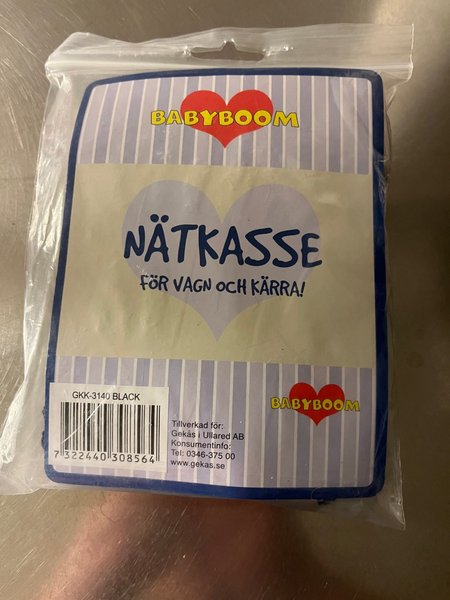 BABYBOOM
NÄTKASSE
FÖR VAGN OCH KÄRRA!
BABYBOOM
GKK-3140 BLACK
7 322440 308564
Tillverkad för:
Gekås i Ullared AB
Konsumentinfo:
Tel: 0346-375 00
www.gekas.se